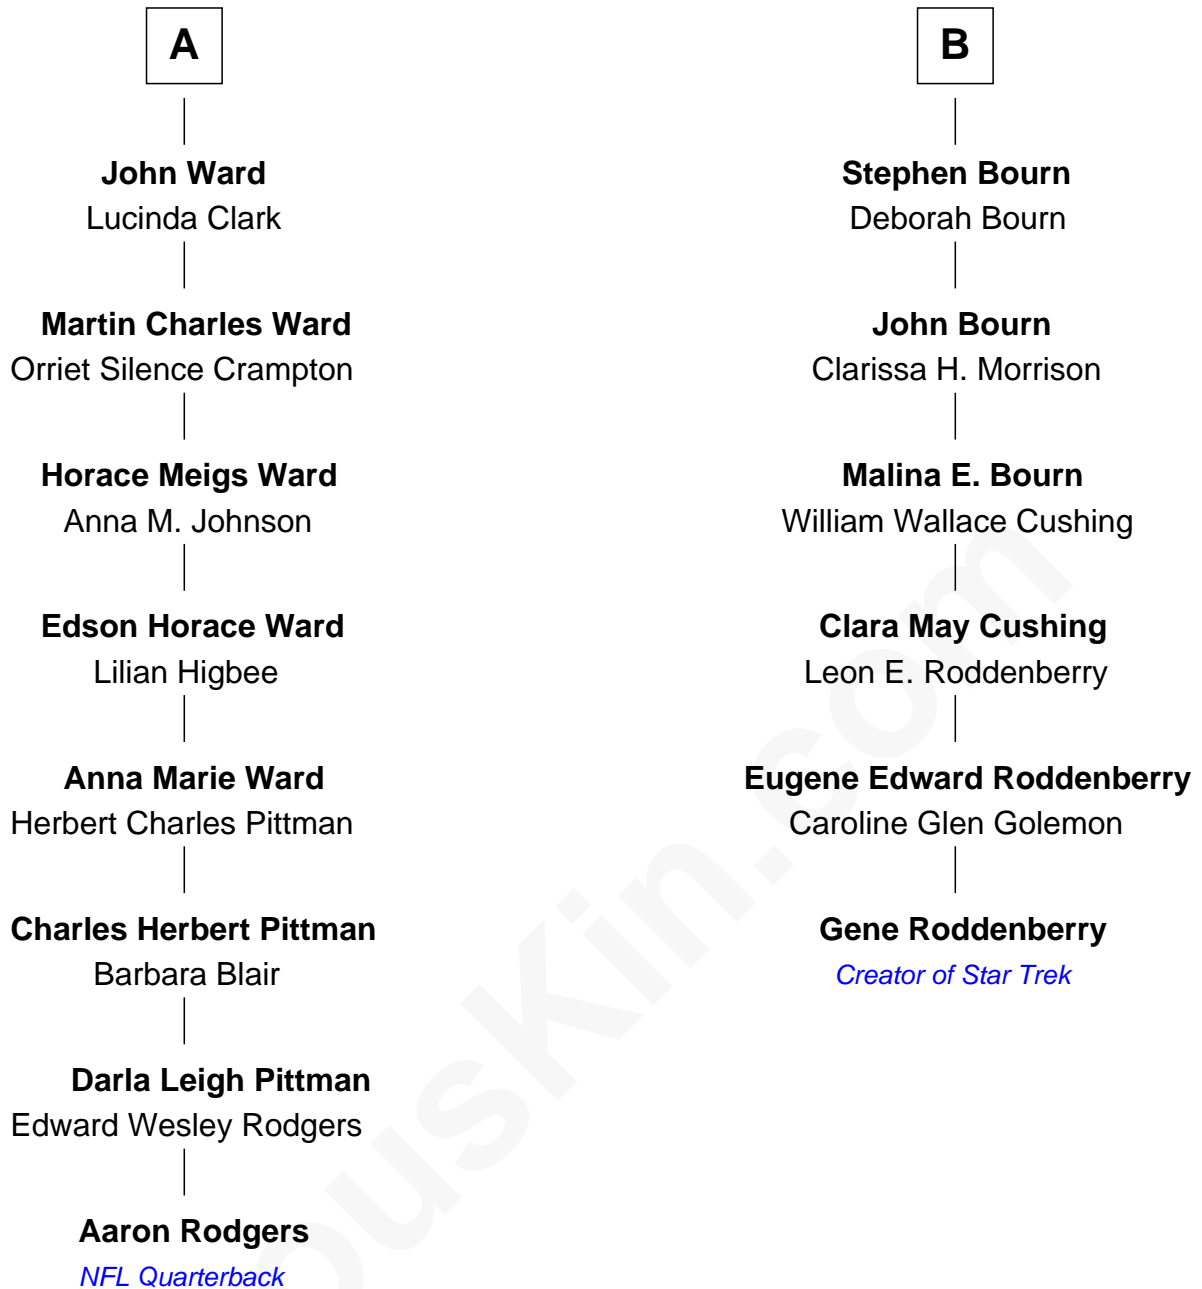 A
John Ward
Lucinda Clark
Martin Charles Ward
Orriet Silence Crampton
Horace Meigs Ward
Anna M. Johnson
Edson Horace Ward
Lilian Higbee
Anna Marie Ward
Herbert Charles Pittman
Charles Herbert Pittman
Barbara Blair
Darla Leigh Pittman
Edward Wesley Rodgers
Aaron Rodgers
NFL Quarterback
B
Stephen Bourn
Deborah Bourn
John Bourn
Clarissa H. Morrison
Malina E. Bourn
William Wallace Cushing
Clara May Cushing
Leon E. Roddenberry
Eugene Edward Roddenberry
Caroline Glen Golemon
Gene Roddenberry
Creator of Star Trek
ousKin.com